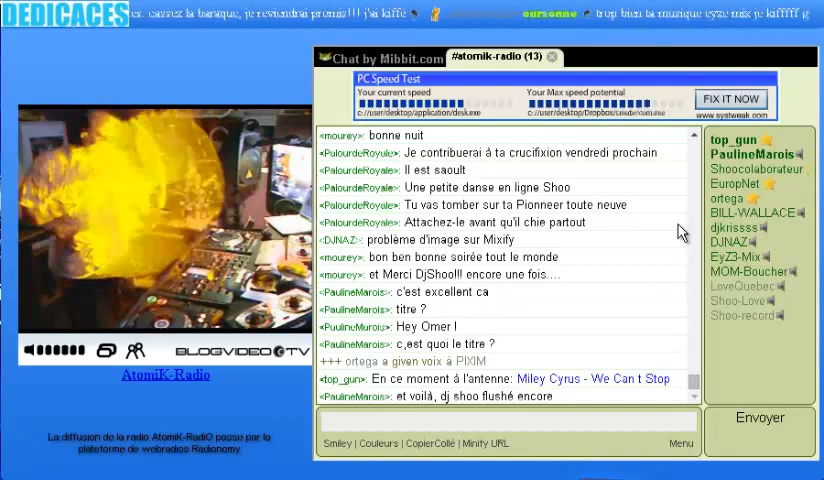 DEDICACES
es. cassez la baraque, je reviendrai promis!!! j'ai kiffé
oursonne
trop bien ta musique eyze mix je kifffff g
Chat by Mibbit.com
#atomik-radio (13)
PC Speed Test
Your current speed
Your Max speed potential
FIX IT NOW
c:/user/desktop/application/desk.exe
www.systweak.com
<mourey>: bonne nuit
<PalourdeRoyale>: Je contribuerai à ta crucifixion vendredi prochain
<PalourdeRoyale>: Il est saoult
<PalourdeRoyale>: Une petite danse en ligne Shoo
<PalourdeRoyale>: Tu vas tomber sur ta Pionneer toute neuve
<PalourdeRoyale>: Attachez-le avant qu'il chie partout
<DJNAZ>: problème d'image sur Mixify
<mourey>: bon ben bonne soirée tout le monde
<mourey>: et Merci DjShoo!!! encore une fois....
<PaulineMarois>: c'est excellent ca
<PaulineMarois>: titre ?
<PaulineMarois>: Hey Omer !
<PaulineMarois>: c,est quoi le titre ?
+++ ortega a given voix à PIXIM
<top_gun>: En ce moment à l'antenne: Miley Cyrus - We Can t Stop
<PaulineMarois>: et voilà, dj shoo flushé encore
top_gun
PaulineMarois
Shoocolaborateur
EuropNet
ortega
BILL-WALLACE
djkrissss
DJNAZ
EyZ3-Mix
MOM-Boucher
LoveQuebec
Shoo-Love
Shoo-record
Smiley | Couleurs | CopierCollé | Minify URL
Menu
Envoyer
BLOGVIDEO TV
AtomiK-Radio
La diffusion de la radio AtomiK-RadiO passe par la
plateforme de webradios Radionomy